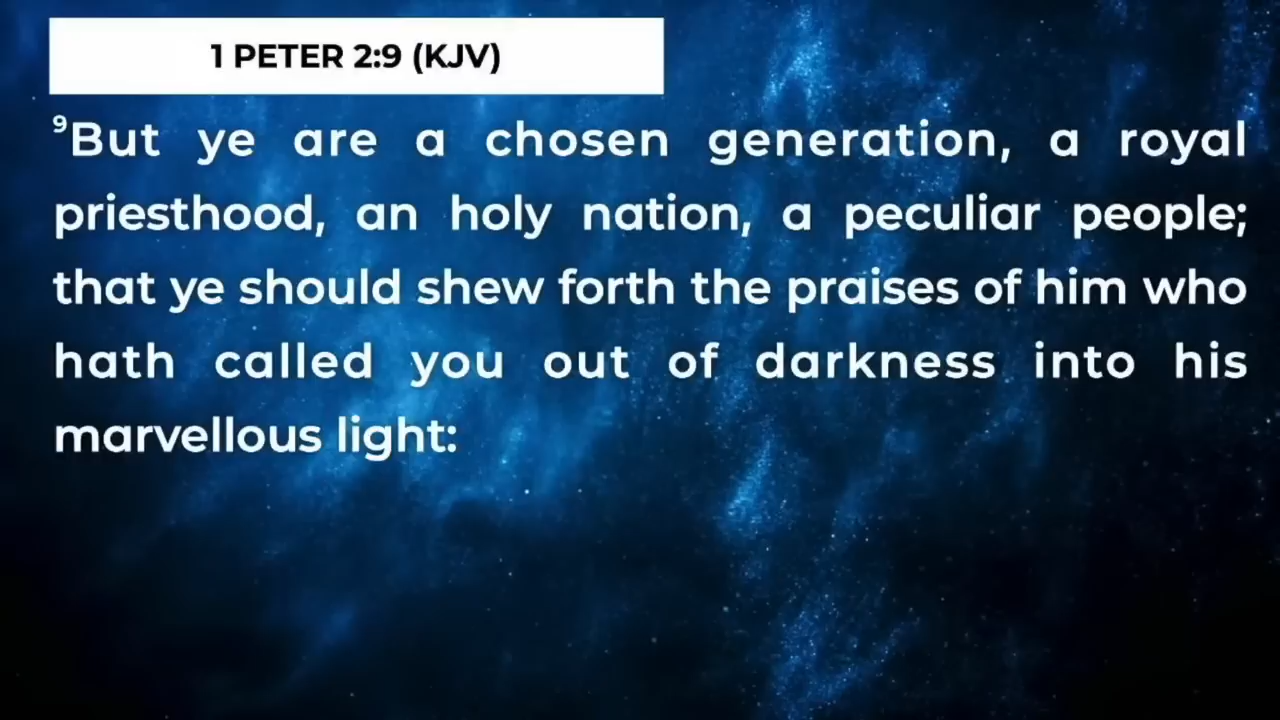 1 PETER 2:9 (KJV)
⁹But ye are a chosen generation, a royal
priesthood, an holy nation, a peculiar people;
that ye should shew forth the praises of him who
hath called you out of darkness into his
marvellous light: